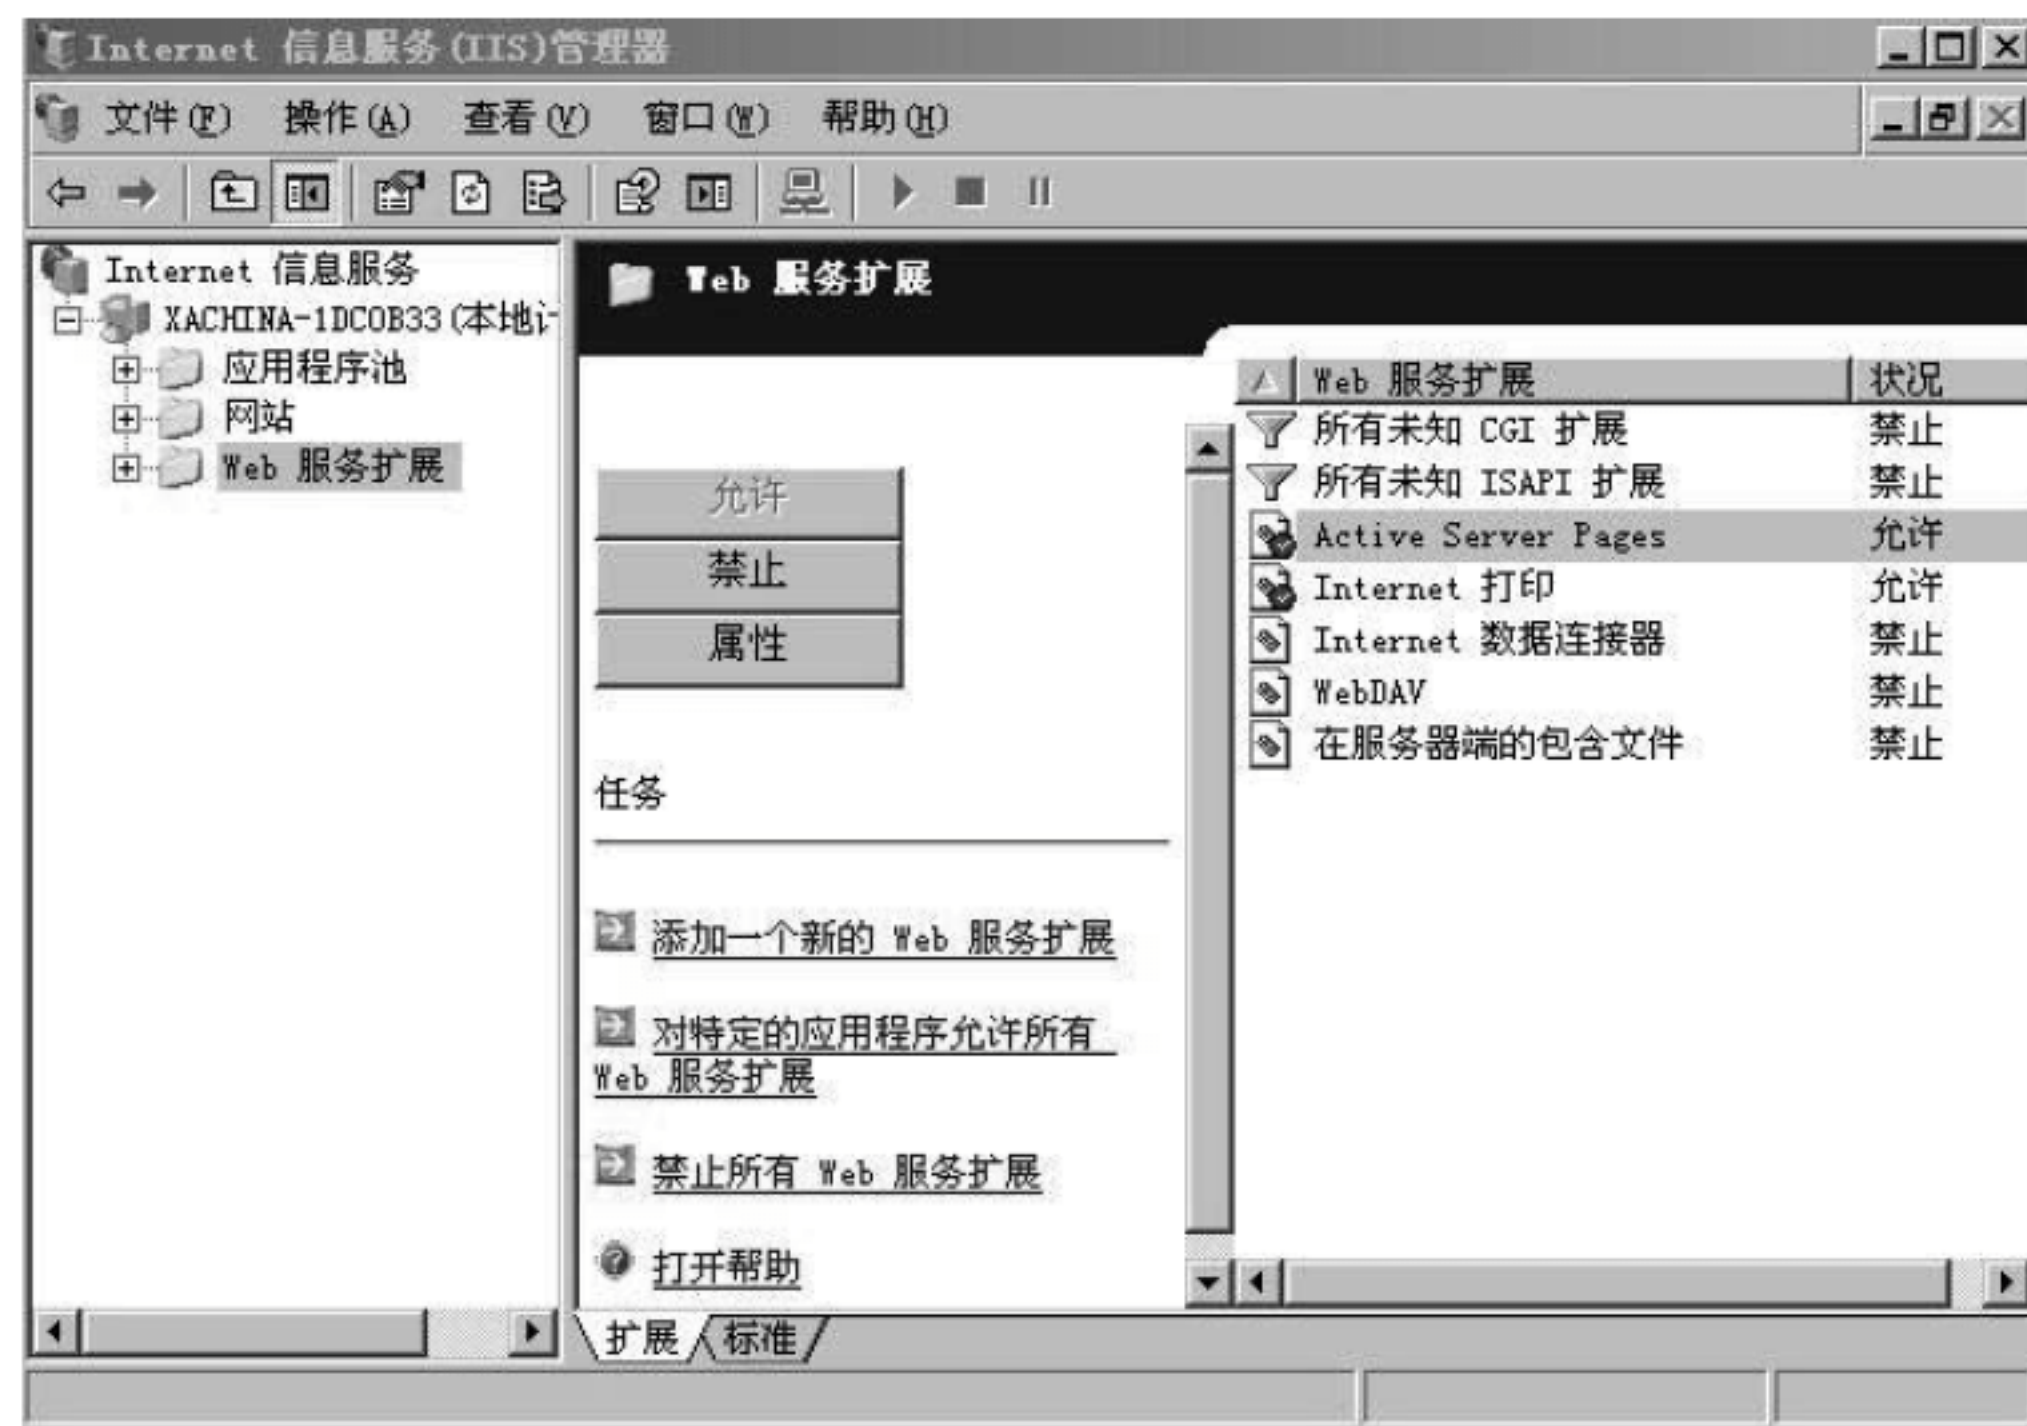 Internet 信息服务(IIS)管理器
文件(F) 操作(A) 查看(V) 窗口(W) 帮助(H)
Internet 信息服务
XACHINA-1DCOB33(本地计
应用程序池
网站
Web 服务扩展
Web 服务扩展
允许
禁止
属性
任务
添加一个新的 Web 服务扩展
对特定的应用程序允许所有
Web 服务扩展
禁止所有 Web 服务扩展
打开帮助
Web 服务扩展 状况
所有未知 CGI 扩展 禁止
所有未知 ISAPI 扩展 禁止
Active Server Pages 允许
Internet 打印 允许
Internet 数据连接器 禁止
WebDAV 禁止
在服务器端的包含文件 禁止
扩展 标准